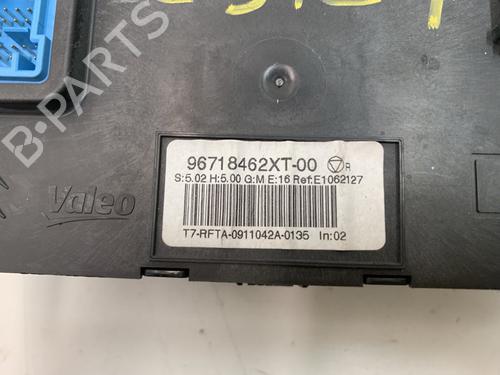 B-PARTS
96718462XT-00 R
S:5.02 H:5.00 G:M E:16 Ref:E1062127
Valeo
T7-RFTA-0911042A-0135 In:02